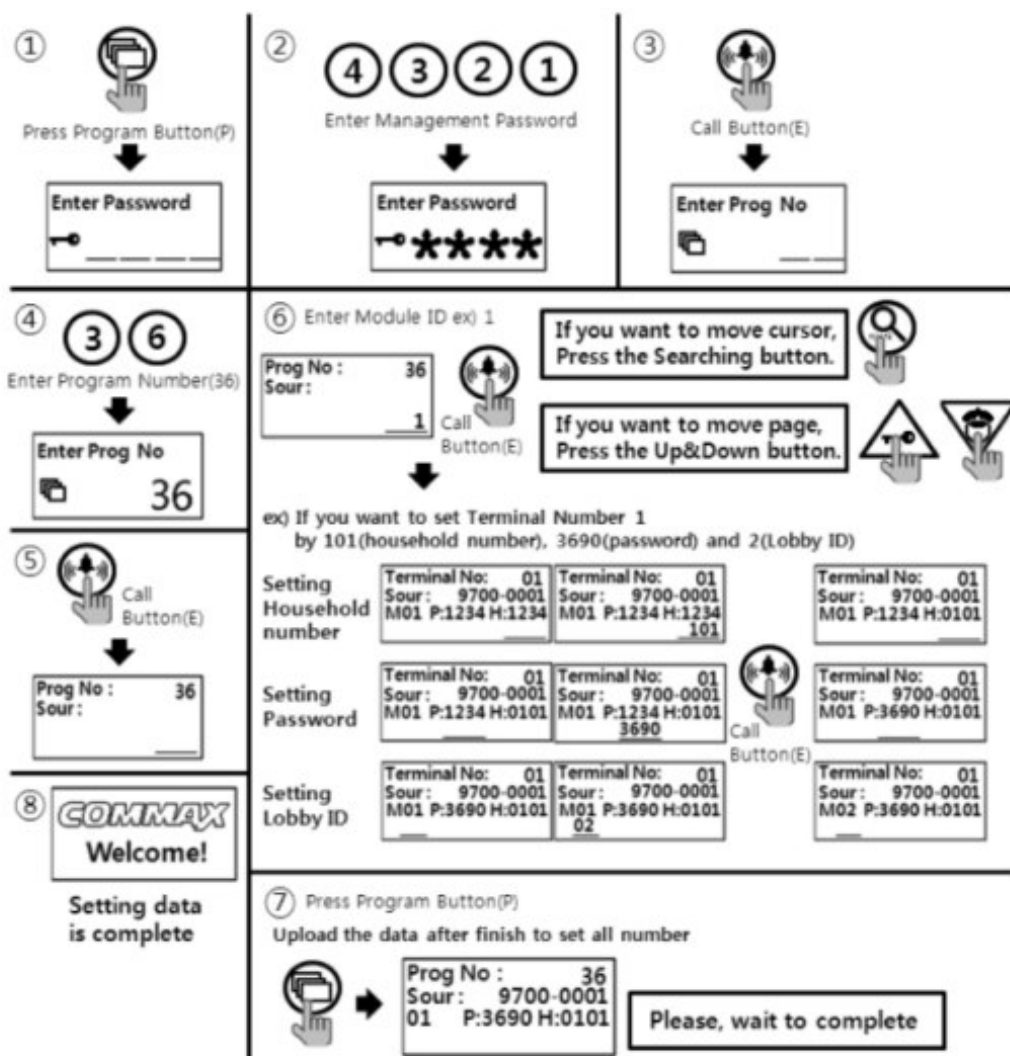 ①
Press Program Button(P)
Enter Password
②
4 3 2 1
Enter Management Password
Enter Password
****
③
Call Button(E)
Enter Prog No
④
3 6
Enter Program Number(36)
Enter Prog No
36
⑤
Call
Button(E)
Prog No : 36
Sour :
⑥ Enter Module ID ex) 1
Prog No : 36
Sour :
1
Call
Button(E)
If you want to move cursor,
Press the Searching button.
If you want to move page,
Press the Up&Down button.
ex) If you want to set Terminal Number 1
by 101(household number), 3690(password) and 2(Lobby ID)
Setting
Household
number
Terminal No: 01
Sour : 9700-0001
M01 P:1234 H:1234
Terminal No: 01
Sour : 9700-0001
M01 P:1234 H:1234
101
Terminal No: 01
Sour : 9700-0001
M01 P:1234 H:0101
Setting
Password
Terminal No: 01
Sour : 9700-0001
M01 P:1234 H:0101
Terminal No: 01
Sour : 9700-0001
M01 P:1234 H:0101
3690
Call
Button(E)
Terminal No: 01
Sour : 9700-0001
M01 P:3690 H:0101
Setting
Lobby ID
Terminal No: 01
Sour : 9700-0001
M01 P:3690 H:0101
Terminal No: 01
Sour : 9700-0001
M01 P:3690 H:0101
02
Terminal No: 01
Sour : 9700-0001
M02 P:3690 H:0101
⑦ Press Program Button(P)
Upload the data after finish to set all number
Prog No : 36
Sour : 9700-0001
01 P:3690 H:0101
Please, wait to complete
⑧
COMMAX
Welcome!
Setting data
is complete